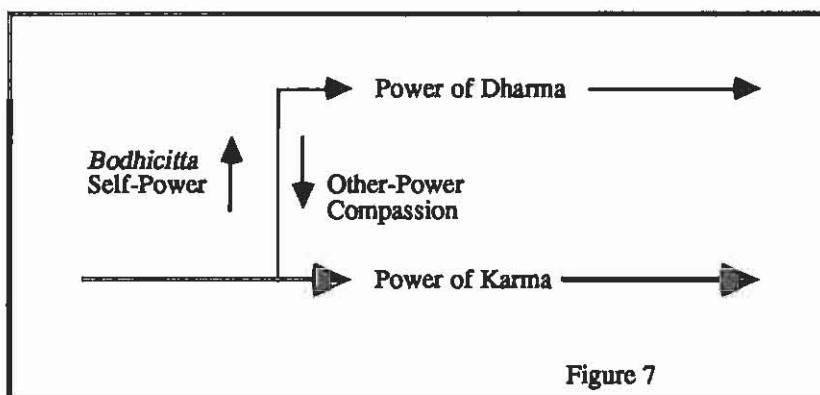 Power of Dharma
Bodhicitta
Self-Power
Other-Power
Compassion
Power of Karma
Figure 7